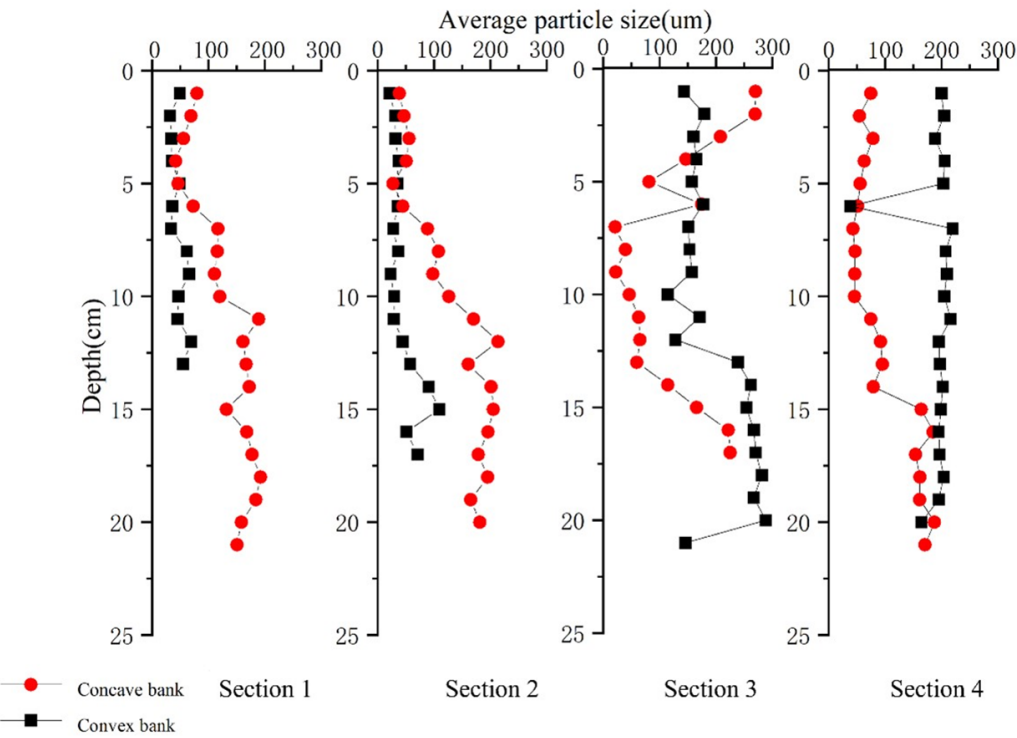 Average particle size(um)
0 100 200 300 0 100 200 300 0 100 200 300 0 100 200 300
0 0 0 0
5 5 5 5
10 10 10 10
Depth(cm)
15 15 15 15
20 20 20 20
25 25 25 25
Concave bank Section 1 Section 2 Section 3 Section 4
Convex bank